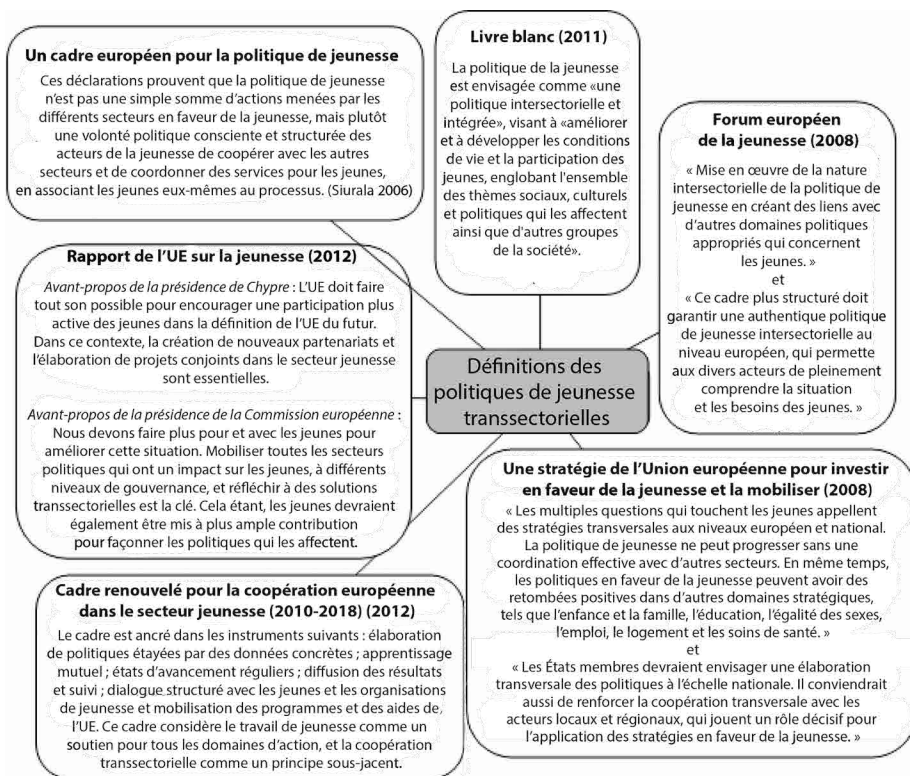 Un cadre européen pour la politique de jeunesse
Ces déclarations prouvent que la politique de jeunesse
n'est pas une simple somme d'actions menées par les
différents secteurs en faveur de la jeunesse, mais plutôt
une volonté politique consciente et structurée des
acteurs de la jeunesse de coopérer avec les autres
secteurs et de coordonner des services pour les jeunes,
en associant les jeunes eux-mêmes au processus. (Siurala 2006)
Livre blanc (2011)
La politique de la jeunesse
est envisagée comme «une
politique intersectorielle et
intégrée», visant à «améliorer
et à développer les conditions
de vie et la participation des
jeunes, englobant l'ensemble
des thèmes sociaux, culturels
et politiques qui les affectent
ainsi que d'autres groupes
de la société».
Forum européen
de la jeunesse (2008)
« Mise en œuvre de la nature
intersectorielle de la politique de
jeunesse en créant des liens avec
d'autres domaines politiques
appropriés qui concernent
les jeunes. »
et
« Ce cadre plus structuré doit
garantir une authentique politique
de jeunesse intersectorielle au
niveau européen, qui permette
aux divers acteurs de pleinement
comprendre la situation
et les besoins des jeunes. »
Rapport de l'UE sur la jeunesse (2012)
Avant-propos de la présidence de Chypre : L'UE doit faire
tout son possible pour encourager une participation plus
active des jeunes dans la définition de l'UE du futur.
Dans ce contexte, la création de nouveaux partenariats et
l'élaboration de projets conjoints dans le secteur jeunesse
sont essentielles.
Avant-propos de la présidence de la Commission européenne :
Nous devons faire plus pour et avec les jeunes pour
améliorer cette situation. Mobiliser toutes les secteurs
politiques qui ont un impact sur les jeunes, à différents
niveaux de gouvernance, et réfléchir à des solutions
transsectorielles est la clé. Cela étant, les jeunes devraient
également être mis à plus ample contribution
pour façonner les politiques qui les affectent.
Définitions des
politiques de jeunesse
transsectorielles
Une stratégie de l'Union européenne pour investir
en faveur de la jeunesse et la mobiliser (2008)
« Les multiples questions qui touchent les jeunes appellent
des stratégies transversales aux niveaux européen et national.
La politique de jeunesse ne peut progresser sans une
coordination effective avec d'autres secteurs. En même temps,
les politiques en faveur de la jeunesse peuvent avoir des
retombées positives dans d'autres domaines stratégiques,
tels que l'enfance et la famille, l'éducation, l'égalité des sexes,
l'emploi, le logement et les soins de santé. »
et
« Les États membres devraient envisager une élaboration
transversale des politiques à l'échelle nationale. Il conviendrait
aussi de renforcer la coopération transversale avec les
acteurs locaux et régionaux, qui jouent un rôle décisif pour
l'application des stratégies en faveur de la jeunesse. »
Cadre renouvelé pour la coopération européenne
dans le secteur jeunesse (2010-2018) (2012)
Le cadre est ancré dans les instruments suivants : élaboration
de politiques étayées par des données concrètes ; apprentissage
mutuel ; états d'avancement réguliers ; diffusion des résultats
et suivi ; dialogue structuré avec les jeunes et les organisations
de jeunesse et mobilisation des programmes et des aides de
l'UE. Ce cadre considère le travail de jeunesse comme un
soutien pour tous les domaines d'action, et la coopération
transsectorielle comme un principe sous-jacent.